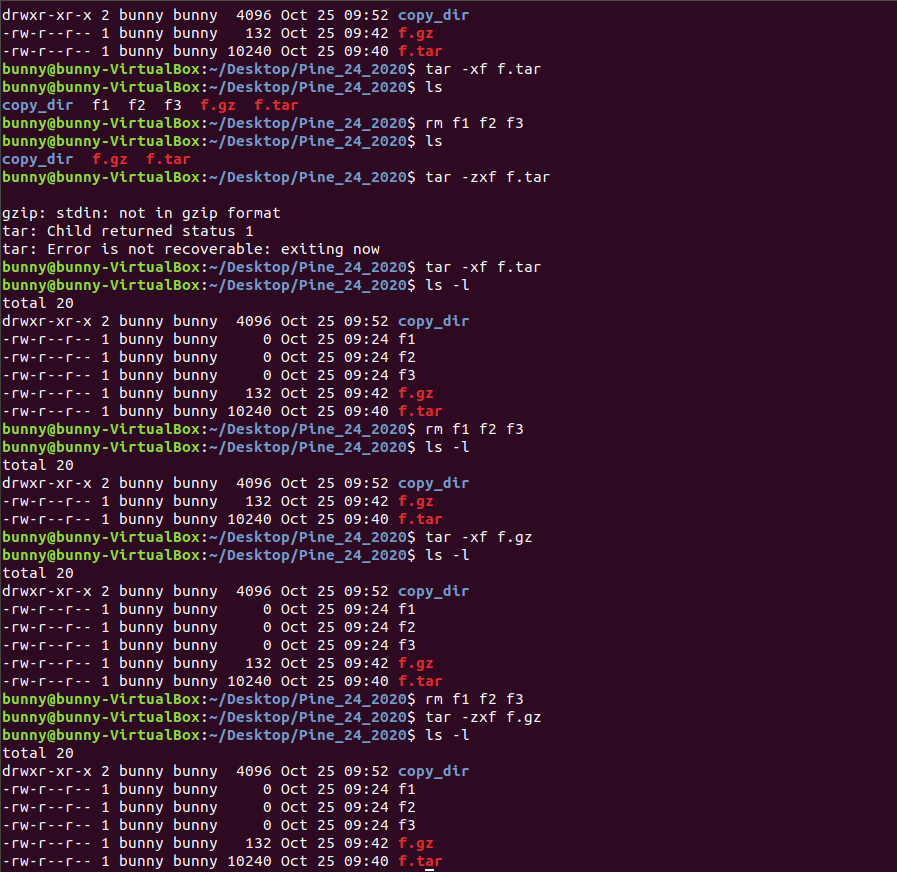 drwxr-xr-x 2 bunny bunny  4096 Oct 25 09:52 copy_dir
-rw-r--r-- 1 bunny bunny   132 Oct 25 09:42 f.gz
-rw-r--r-- 1 bunny bunny 10240 Oct 25 09:40 f.tar
bunny@bunny-VirtualBox:~/Desktop/Pine_24_2020$ tar -xf f.tar
bunny@bunny-VirtualBox:~/Desktop/Pine_24_2020$ ls
copy_dir  f1  f2  f3  f.gz  f.tar
bunny@bunny-VirtualBox:~/Desktop/Pine_24_2020$ rm f1 f2 f3
bunny@bunny-VirtualBox:~/Desktop/Pine_24_2020$ ls
copy_dir  f.gz  f.tar
bunny@bunny-VirtualBox:~/Desktop/Pine_24_2020$ tar -zxf f.tar

gzip: stdin: not in gzip format
tar: Child returned status 1
tar: Error is not recoverable: exiting now
bunny@bunny-VirtualBox:~/Desktop/Pine_24_2020$ tar -xf f.tar
bunny@bunny-VirtualBox:~/Desktop/Pine_24_2020$ ls -l
total 20
drwxr-xr-x 2 bunny bunny  4096 Oct 25 09:52 copy_dir
-rw-r--r-- 1 bunny bunny     0 Oct 25 09:24 f1
-rw-r--r-- 1 bunny bunny     0 Oct 25 09:24 f2
-rw-r--r-- 1 bunny bunny     0 Oct 25 09:24 f3
-rw-r--r-- 1 bunny bunny   132 Oct 25 09:42 f.gz
-rw-r--r-- 1 bunny bunny 10240 Oct 25 09:40 f.tar
bunny@bunny-VirtualBox:~/Desktop/Pine_24_2020$ rm f1 f2 f3
bunny@bunny-VirtualBox:~/Desktop/Pine_24_2020$ ls -l
total 20
drwxr-xr-x 2 bunny bunny  4096 Oct 25 09:52 copy_dir
-rw-r--r-- 1 bunny bunny   132 Oct 25 09:42 f.gz
-rw-r--r-- 1 bunny bunny 10240 Oct 25 09:40 f.tar
bunny@bunny-VirtualBox:~/Desktop/Pine_24_2020$ tar -xf f.gz
bunny@bunny-VirtualBox:~/Desktop/Pine_24_2020$ ls -l
total 20
drwxr-xr-x 2 bunny bunny  4096 Oct 25 09:52 copy_dir
-rw-r--r-- 1 bunny bunny     0 Oct 25 09:24 f1
-rw-r--r-- 1 bunny bunny     0 Oct 25 09:24 f2
-rw-r--r-- 1 bunny bunny     0 Oct 25 09:24 f3
-rw-r--r-- 1 bunny bunny   132 Oct 25 09:42 f.gz
-rw-r--r-- 1 bunny bunny 10240 Oct 25 09:40 f.tar
bunny@bunny-VirtualBox:~/Desktop/Pine_24_2020$ rm f1 f2 f3
bunny@bunny-VirtualBox:~/Desktop/Pine_24_2020$ tar -zxf f.gz
bunny@bunny-VirtualBox:~/Desktop/Pine_24_2020$ ls -l
total 20
drwxr-xr-x 2 bunny bunny  4096 Oct 25 09:52 copy_dir
-rw-r--r-- 1 bunny bunny     0 Oct 25 09:24 f1
-rw-r--r-- 1 bunny bunny     0 Oct 25 09:24 f2
-rw-r--r-- 1 bunny bunny     0 Oct 25 09:24 f3
-rw-r--r-- 1 bunny bunny   132 Oct 25 09:42 f.gz
-rw-r--r-- 1 bunny bunny 10240 Oct 25 09:40 f.tar